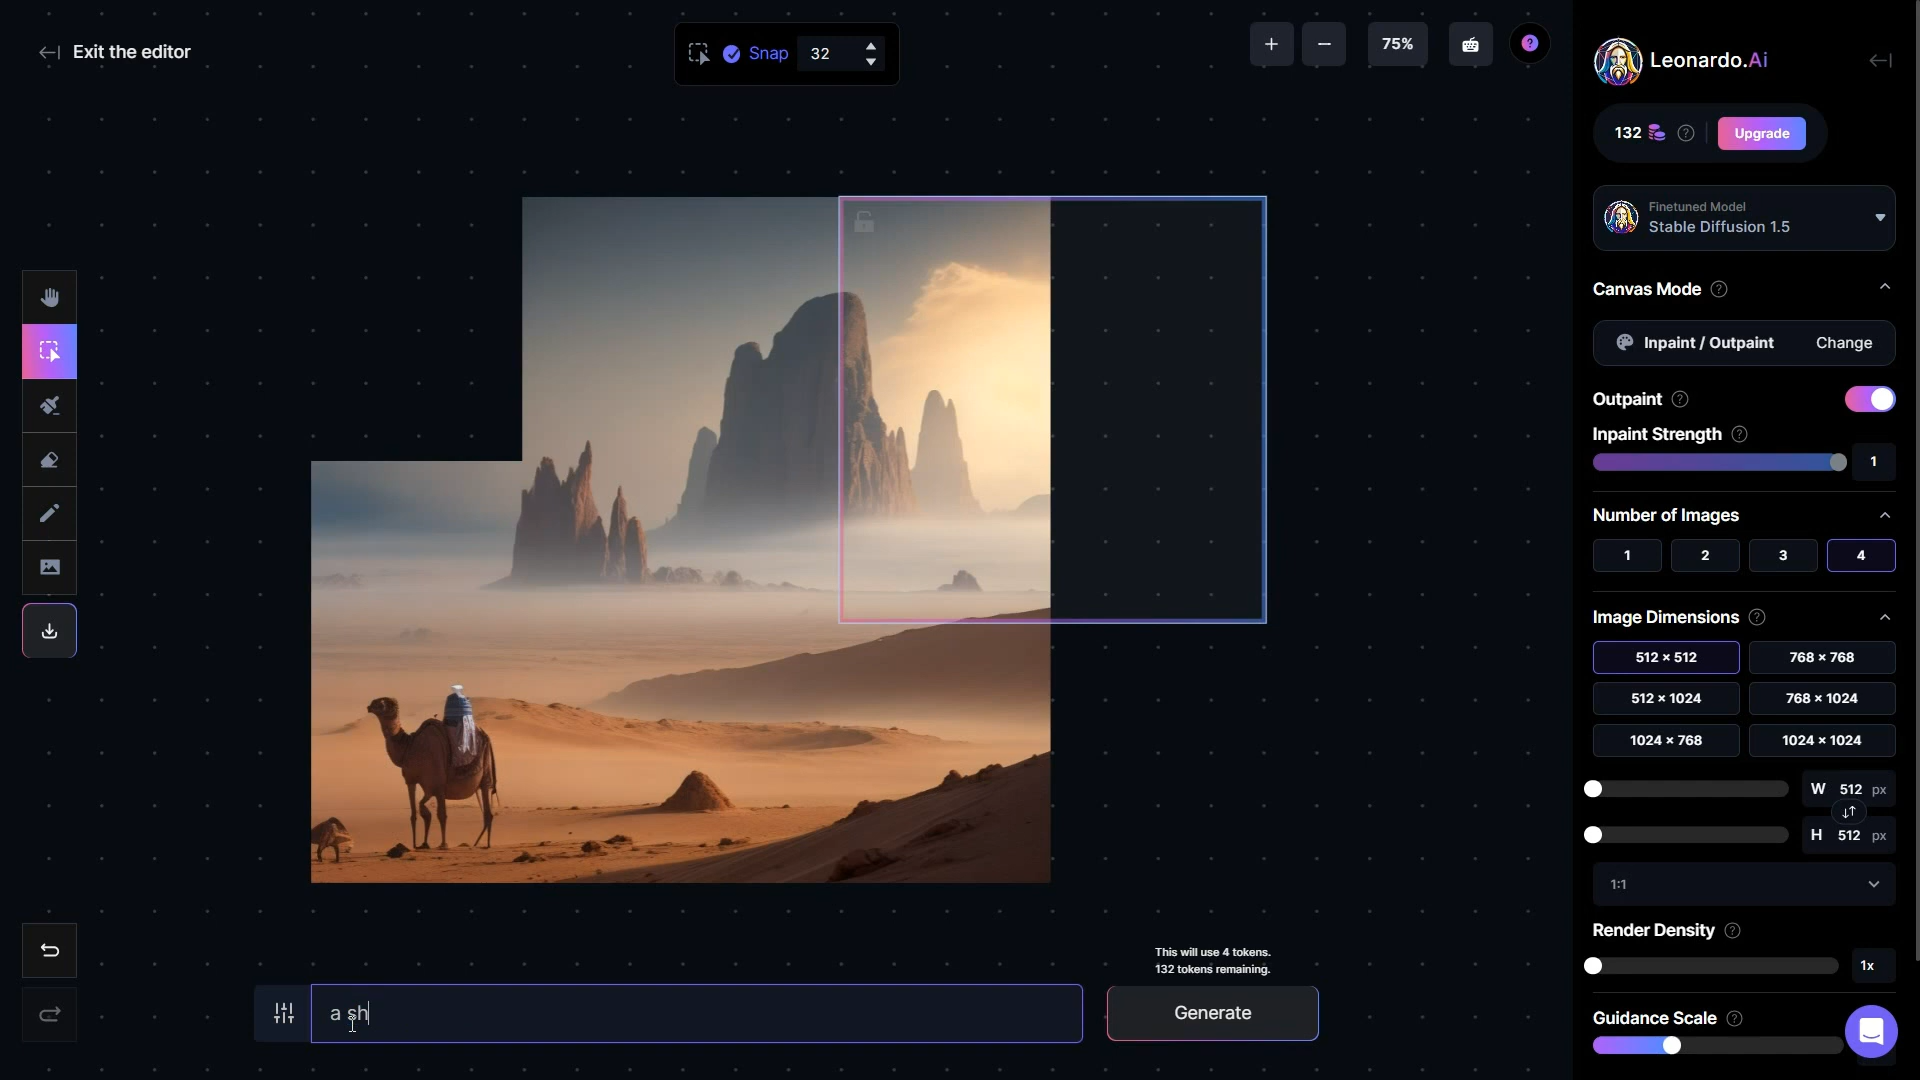 Exit the editor
Snap
32
75%
?
Leonardo.Ai
132
?
Upgrade
Finetuned Model
Stable Diffusion 1.5
Canvas Mode ?
Inpaint / Outpaint Change
Outpaint ?
Inpaint Strength ?
1
Number of Images
1 2 3 4
Image Dimensions ?
512 × 512 768 × 768
512 × 1024 768 × 1024
1024 × 768 1024 × 1024
W 512 px
H 512 px
1:1
Render Density ?
1x
Guidance Scale ?
This will use 4 tokens.
132 tokens remaining.
a sh
Generate